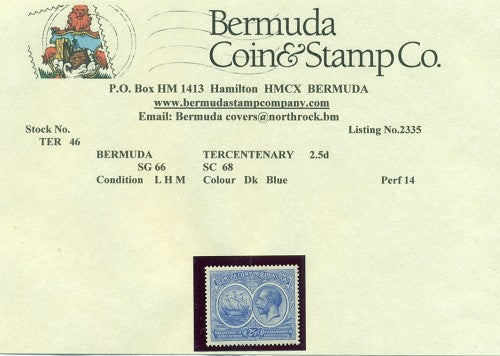 Bermuda
Coin&Stamp Co.
P.O. Box HM 1413 Hamilton HMCX BERMUDA
www.bermudastampcompany.com
Email: Bermuda covers@northrock.bm
Stock No. Listing No.2335
TER 46
BERMUDA TERCENTENARY 2.5d
SG 66 SC 68
Condition L H M Colour Dk Blue Perf 14